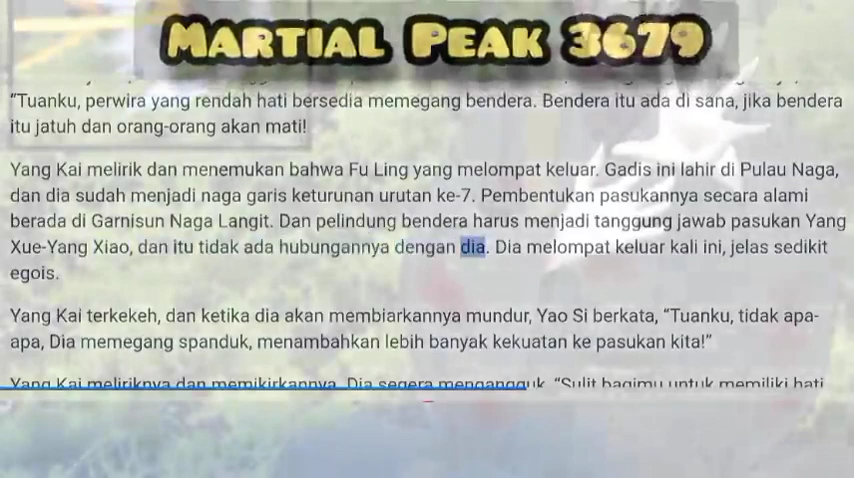 MARTIAL PEAK 3679
“Tuanku, perwira yang rendah hati bersedia memegang bendera. Bendera itu ada di sana, jika bendera
itu jatuh dan orang-orang akan mati!
Yang Kai melirik dan menemukan bahwa Fu Ling yang melompat keluar. Gadis ini lahir di Pulau Naga,
dan dia sudah menjadi naga garis keturunan urutan ke-7. Pembentukan pasukannya secara alami
berada di Garnisun Naga Langit. Dan pelindung bendera harus menjadi tanggung jawab pasukan Yang
Xue-Yang Xiao, dan itu tidak ada hubungannya dengan dia. Dia melompat keluar kali ini, jelas sedikit
egois.
Yang Kai terkekeh, dan ketika dia akan membiarkannya mundur, Yao Si berkata, “Tuanku, tidak apa-
apa, Dia memegang spanduk, menambahkan lebih banyak kekuatan ke pasukan kita!”
Yang Kai meliriknya dan memikirkannya. Dia segera mengangguk. “Sulit bagimu untuk memiliki hati